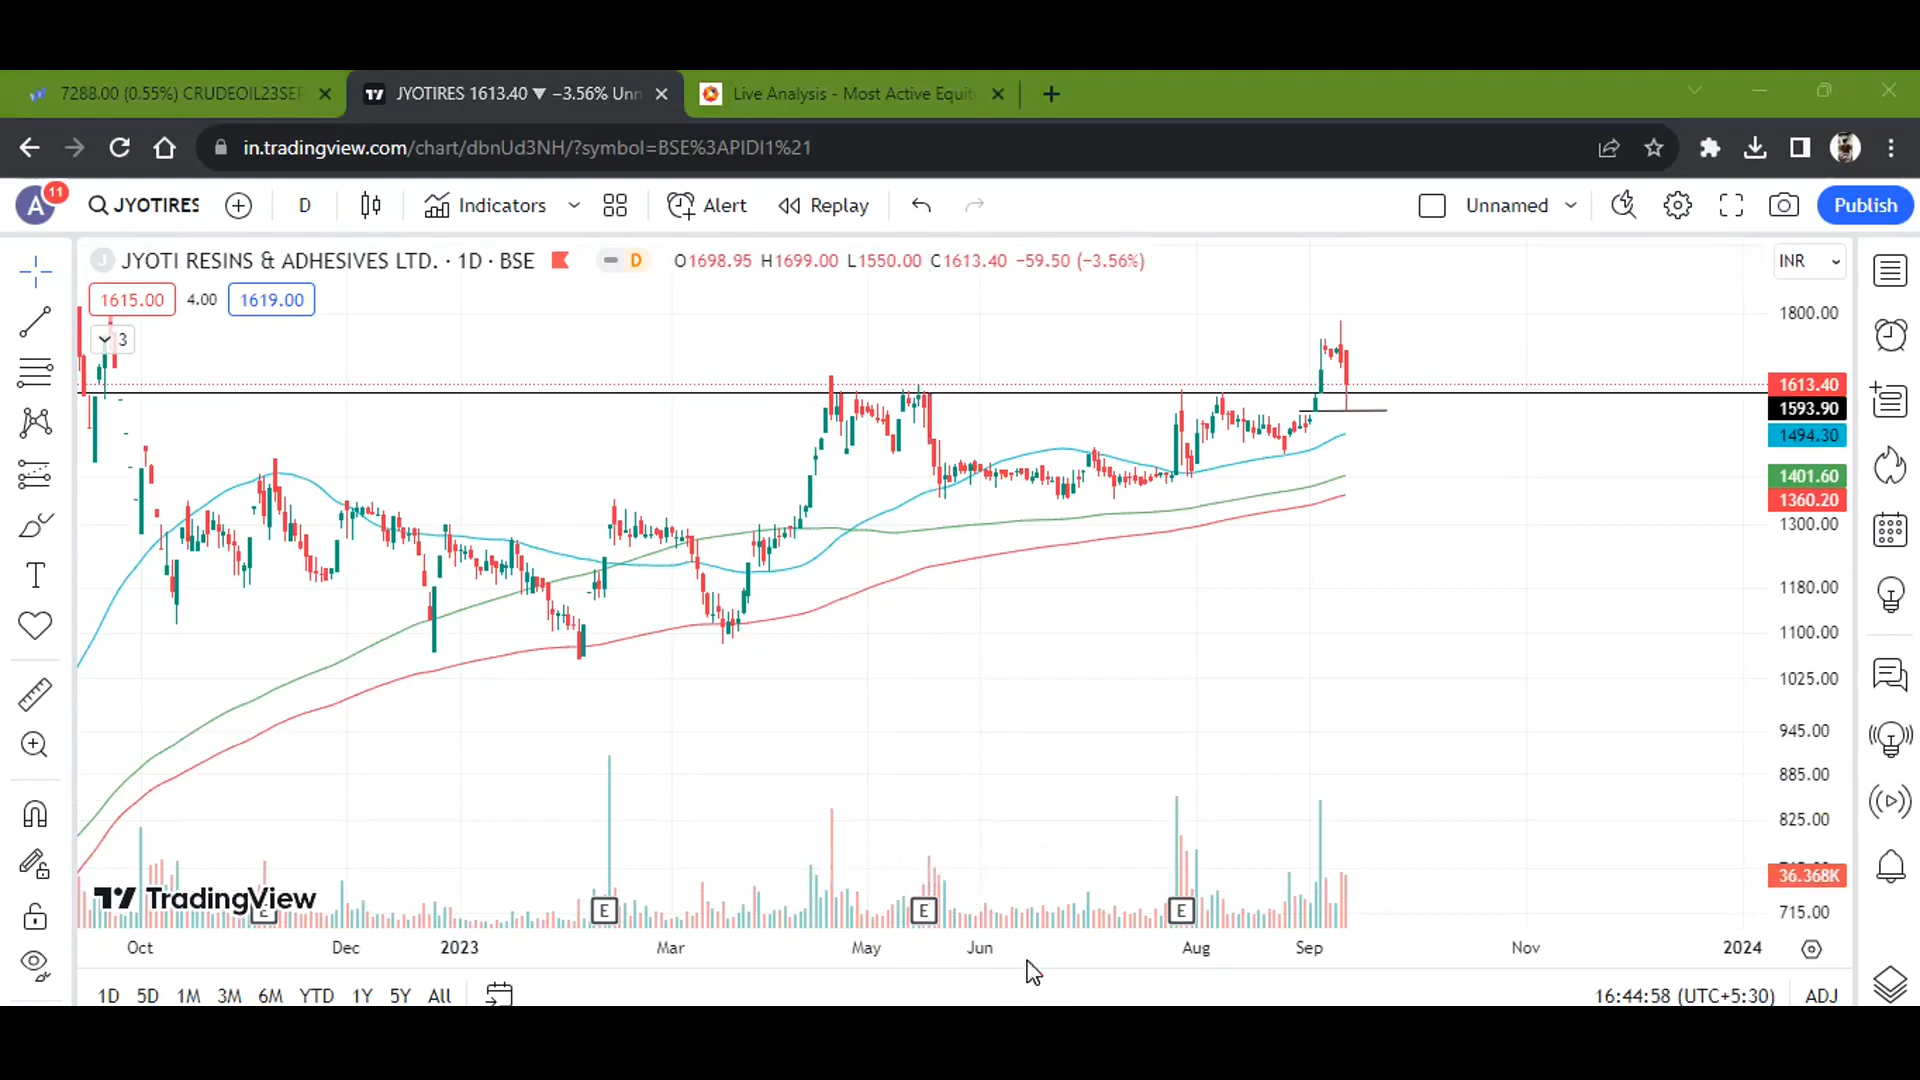 7288.00 (0.55%) CRUDEOIL23SEP
JYOTIRES 1613.40 ▼ −3.56% Unn
Live Analysis - Most Active Equit
in.tradingview.com/chart/dbnUd3NH/?symbol=BSE%3APIDI1%21
A 11
JYOTIRES
D
Indicators
Alert
Replay
Unnamed
Publish
J JYOTI RESINS & ADHESIVES LTD. · 1D · BSE
D
O1698.95 H1699.00 L1550.00 C1613.40 −59.50 (−3.56%)
INR
1615.00 4.00 1619.00
3
1800.00
1613.40
1593.90
1494.30
1401.60
1360.20
1300.00
1180.00
1100.00
1025.00
945.00
885.00
825.00
36.368K
715.00
TradingView
E E E E
Oct Dec 2023 Mar May Jun Aug Sep Nov 2024
1D 5D 1M 3M 6M YTD 1Y 5Y All
16:44:58 (UTC+5:30) ADJ